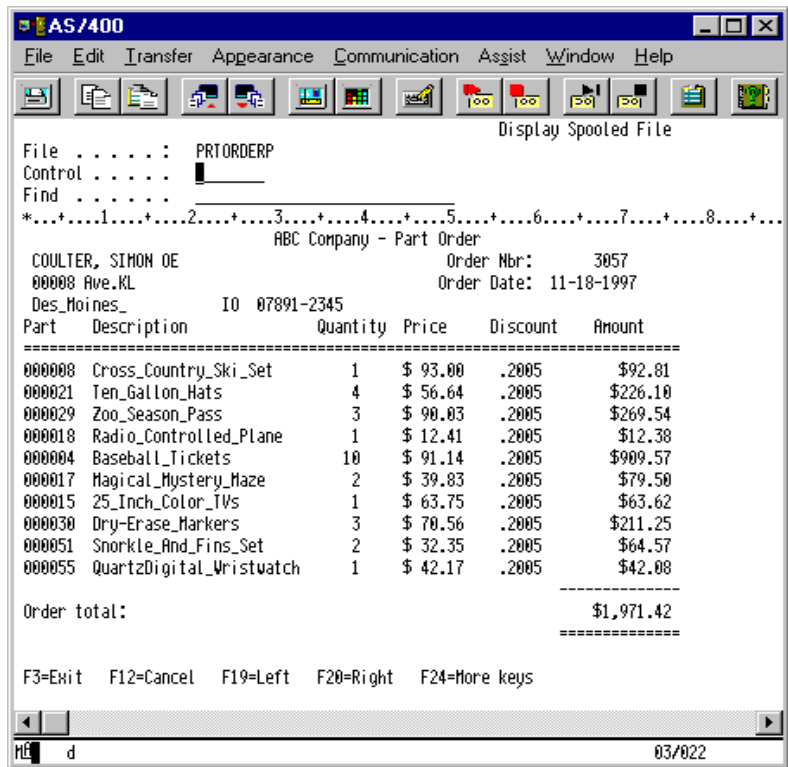 AS/400
File Edit Transfer Appearance Communication Assist Window Help
Display Spooled File
File . . . . . : PRTORDERP
Control . . . . .
Find . . . . . .
*...+....1....+....2....+....3....+....4....+....5....+....6....+....7....+....8....+...
ABC Company - Part Order
COULTER, SIMON OE Order Nbr: 3057
00008 Ave.KL Order Date: 11-18-1997
Des_Moines_ IO 07891-2345
Part Description Quantity Price Discount Amount
================================================================================
000008 Cross_Country_Ski_Set 1 $ 93.00 .2005 $92.81
000021 Ten_Gallon_Hats 4 $ 56.64 .2005 $226.10
000029 Zoo_Season_Pass 3 $ 90.03 .2005 $269.54
000018 Radio_Controlled_Plane 1 $ 12.41 .2005 $12.38
000004 Baseball_Tickets 10 $ 91.14 .2005 $909.57
000017 Magical_Mystery_Maze 2 $ 39.83 .2005 $79.50
000015 25_Inch_Color_TVs 1 $ 63.75 .2005 $63.62
000030 Dry-Erase_Markers 3 $ 70.56 .2005 $211.25
000051 Snorkle_And_Fins_Set 2 $ 32.35 .2005 $64.57
000055 QuartzDigital_Wristwatch 1 $ 42.17 .2005 $42.08
--------------
Order total: $1,971.42
==============
F3=Exit F12=Cancel F19=Left F20=Right F24=More keys
d 03/022